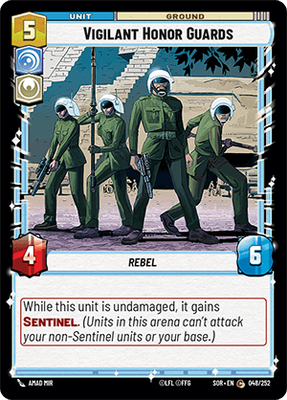 UNIT
GROUND
5
VIGILANT HONOR GUARDS
4
6
REBEL
While this unit is undamaged, it gains
SENTINEL. (Units in this arena can't attack
your non-Sentinel units or your base.)
AMAD MIR
©LFL ©FFG
SOR • EN C 048/252